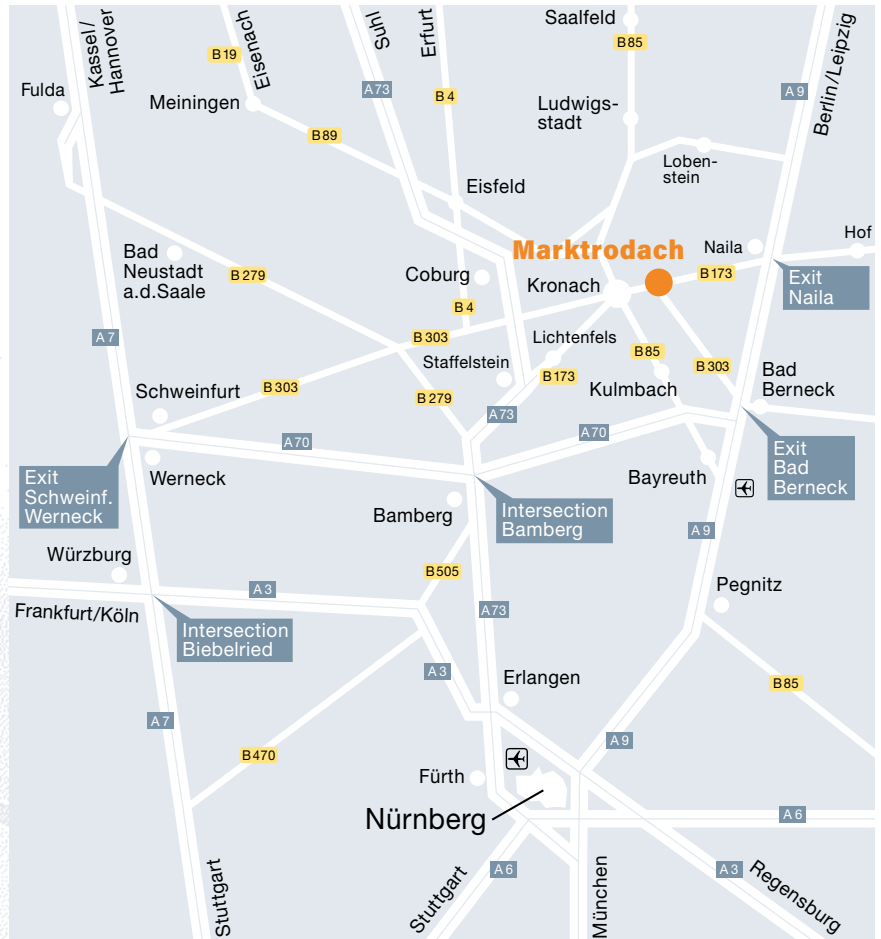 Kassel/
Hannover
B19
Eisenach
Suhl
Erfurt
Saalfeld
B85
A73
B4
A9
Berlin/Leipzig
Fulda
Meiningen
B89
Ludwigs-
stadt
Loben-
stein
Eisfeld
Marktrodach
Naila
Hof
Bad
Neustadt
a.d.Saale
B279
Coburg
Kronach
B173
Exit
Naila
A7
B4
B303
Lichtenfels
Staffelstein
B85
B173
B303
Kulmbach
Bad
Berneck
Schweinfurt
B303
B279
A73
A70
A70
Exit
Schweinf.
Werneck
Werneck
Bayreuth
Exit
Bad
Berneck
Bamberg
Intersection
Bamberg
A9
Würzburg
B505
A3
A73
Pegnitz
Frankfurt/Köln
Intersection
Biebelried
A3
Erlangen
B85
A7
B470
A9
Fürth
Nürnberg
A6
Stuttgart
Stuttgart
A6
München
A3
Regensburg